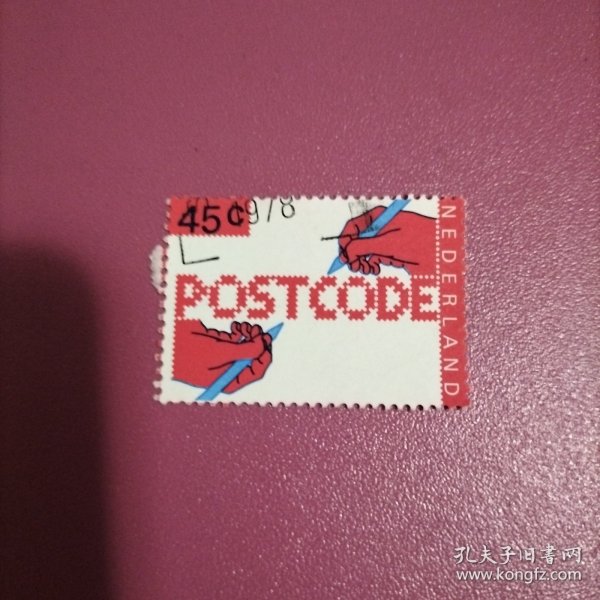 45c
1978
POSTCODE
NEDERLAND
孔夫子旧书网
www.kongfz.com